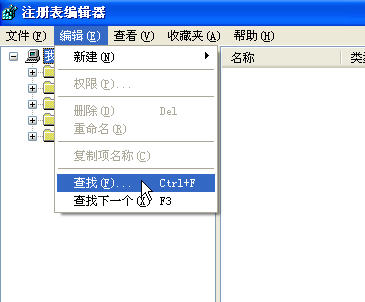 注册表编辑器
文件(F) 编辑(E) 查看(V) 收藏夹(A) 帮助(H)
新建(N)
权限(P)...
删除(D) Del
重命名(R)
复制项名称(C)
查找(F)... Ctrl+F
查找下一个(X) F3
名称